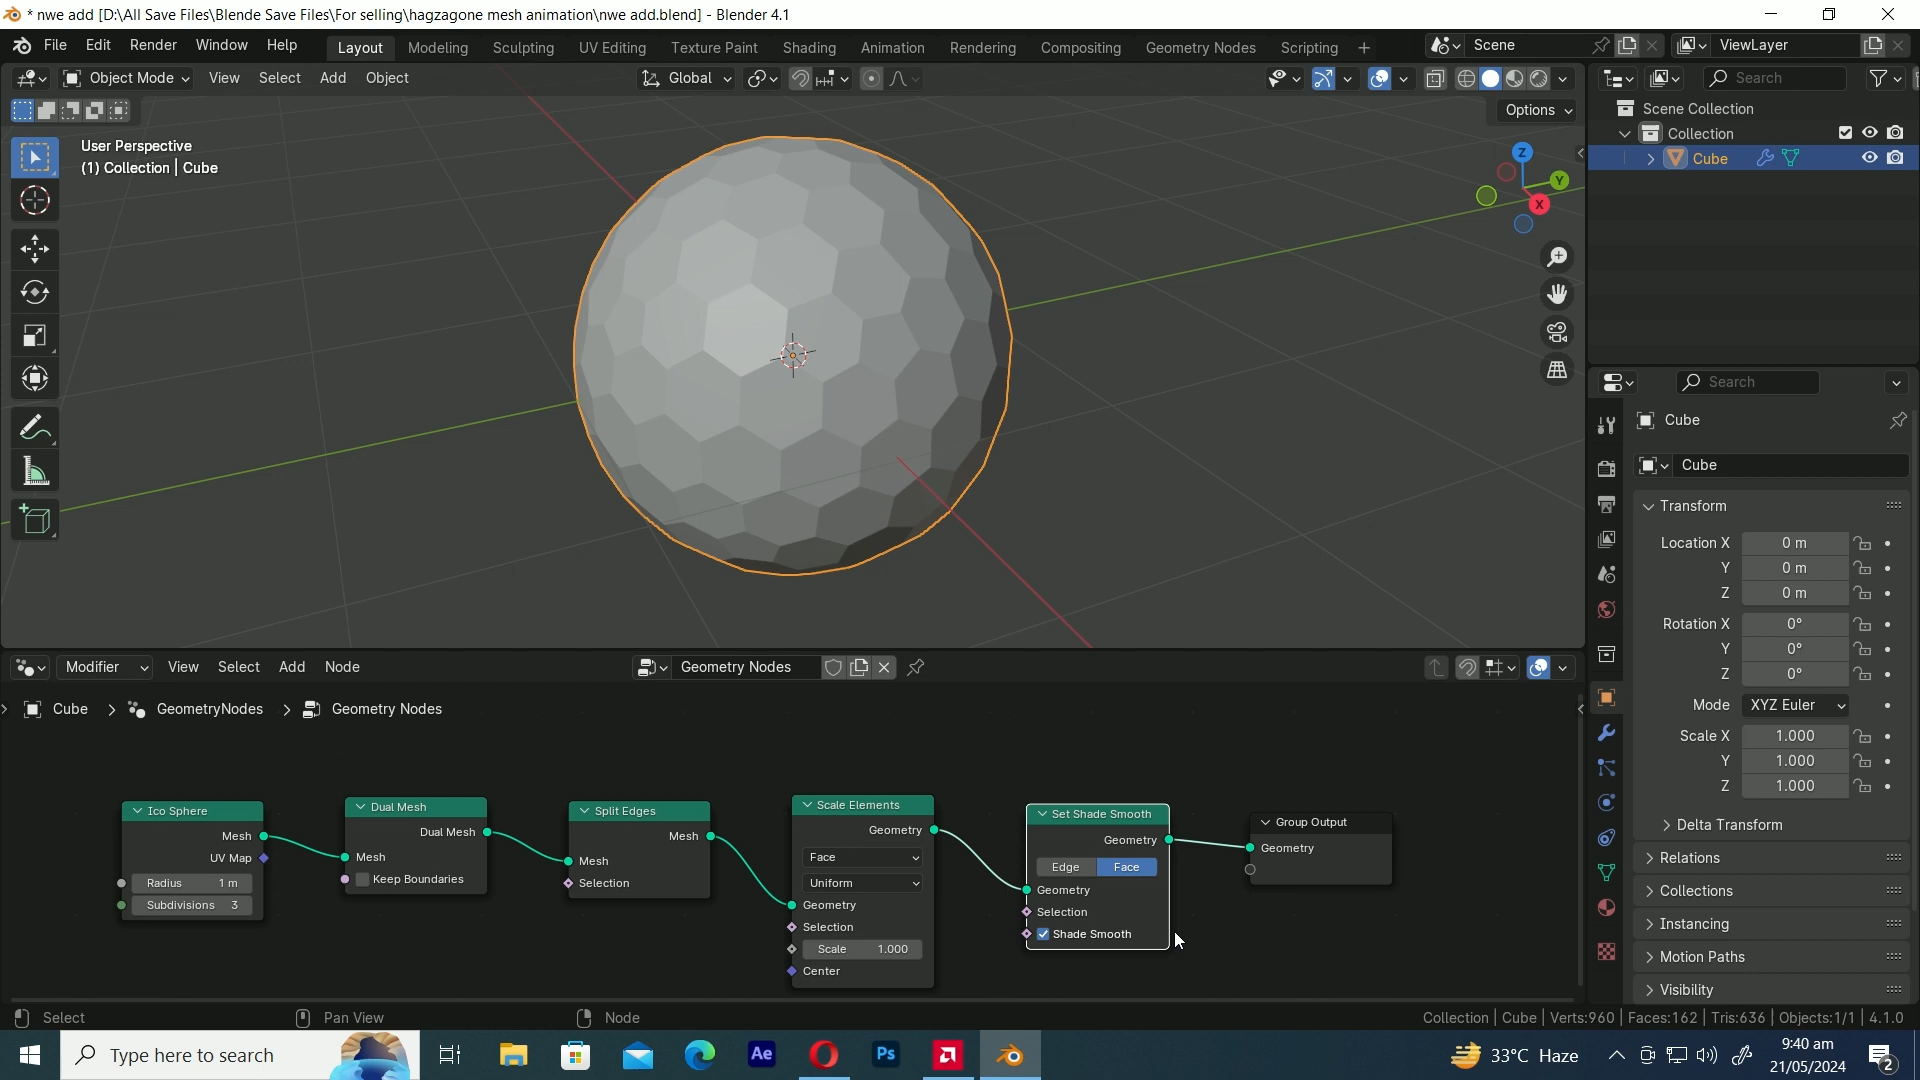 * nwe add [D:\All Save Files\Blende Save Files\For selling\hagzagone mesh animation\nwe add.blend] - Blender 4.1
File Edit Render Window Help Layout Modeling Sculpting UV Editing Texture Paint Shading Animation Rendering Compositing Geometry Nodes Scripting + Scene ViewLayer
Object Mode View Select Add Object Global Search
Options
User Perspective
(1) Collection | Cube
Z
Y
X
Scene Collection
Collection
Cube
Search
Cube
Cube
Transform
Location X 0 m
Y 0 m
Z 0 m
Rotation X 0°
Y 0°
Z 0°
Mode XYZ Euler
Scale X 1.000
Y 1.000
Z 1.000
Delta Transform
Relations
Collections
Instancing
Motion Paths
Visibility
Modifier View Select Add Node Geometry Nodes
Cube > GeometryNodes > Geometry Nodes
Ico Sphere
Mesh
UV Map
Radius 1 m
Subdivisions 3
Dual Mesh
Dual Mesh
Mesh
Keep Boundaries
Split Edges
Mesh
Mesh
Selection
Scale Elements
Geometry
Face
Uniform
Geometry
Selection
Scale 1.000
Center
Set Shade Smooth
Geometry
Edge Face
Geometry
Selection
Shade Smooth
Group Output
Geometry
Select Pan View Node Collection | Cube | Verts:960 | Faces:162 | Tris:636 | Objects:1/1 | 4.1.0
Type here to search Ae Ps 33°C Haze 9:40 am
21/05/2024
2